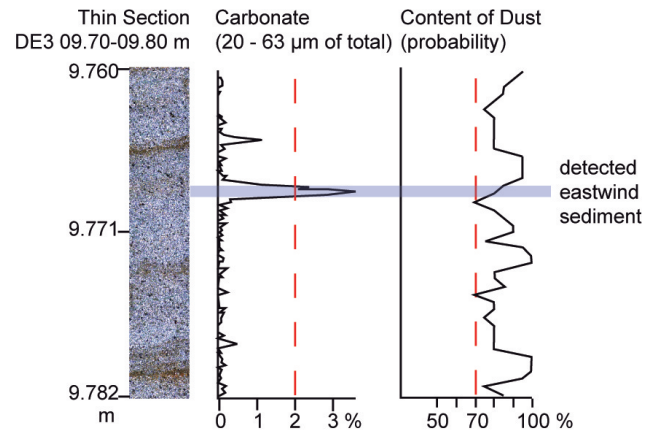 Thin Section
DE3 09.70-09.80 m
Carbonate
(20 - 63 µm of total)
Content of Dust
(probability)
9.760
9.771
9.782
m
detected
eastwind
sediment
0 1 2 3 %
50 70 100 %